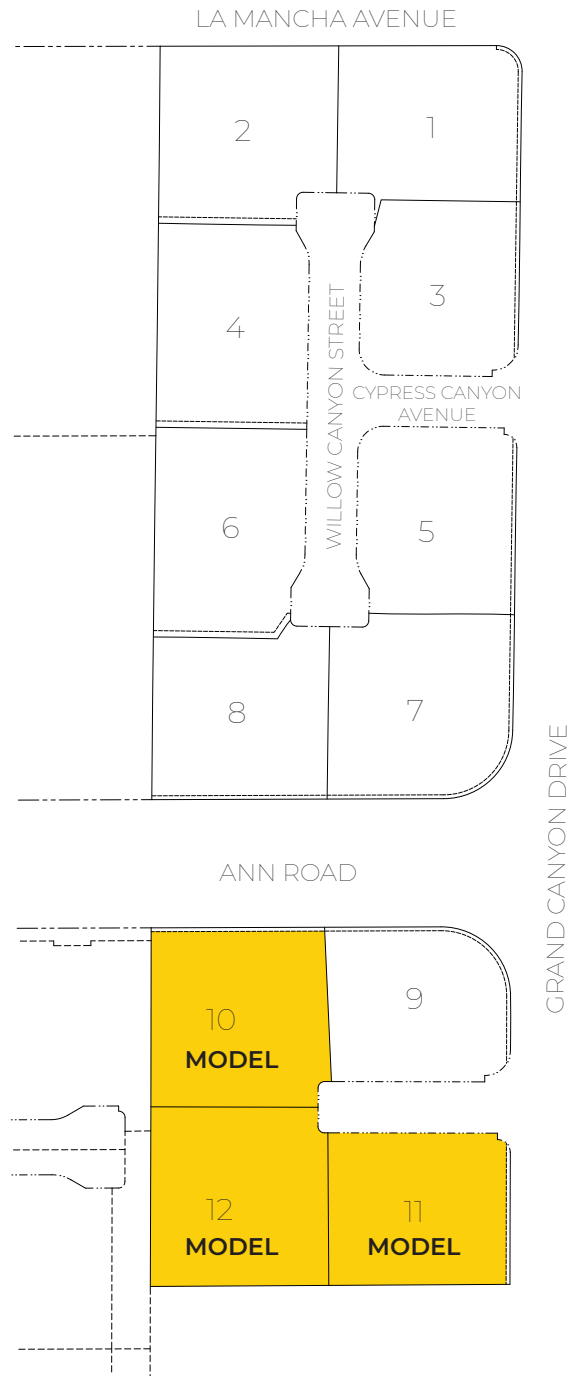 LA MANCHA AVENUE
2
1
3
4
WILLOW CANYON STREET
CYPRESS CANYON
AVENUE
6
5
8
7
GRAND CANYON DRIVE
ANN ROAD
9
10
MODEL
12
MODEL
11
MODEL